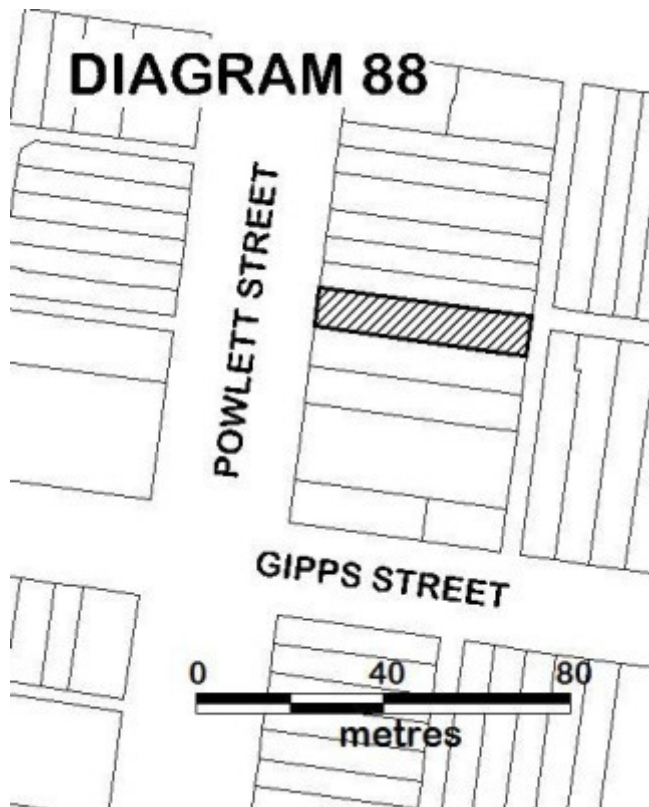 DIAGRAM 88
POWLETT STREET
GIPPS STREET
0 40 80
metres